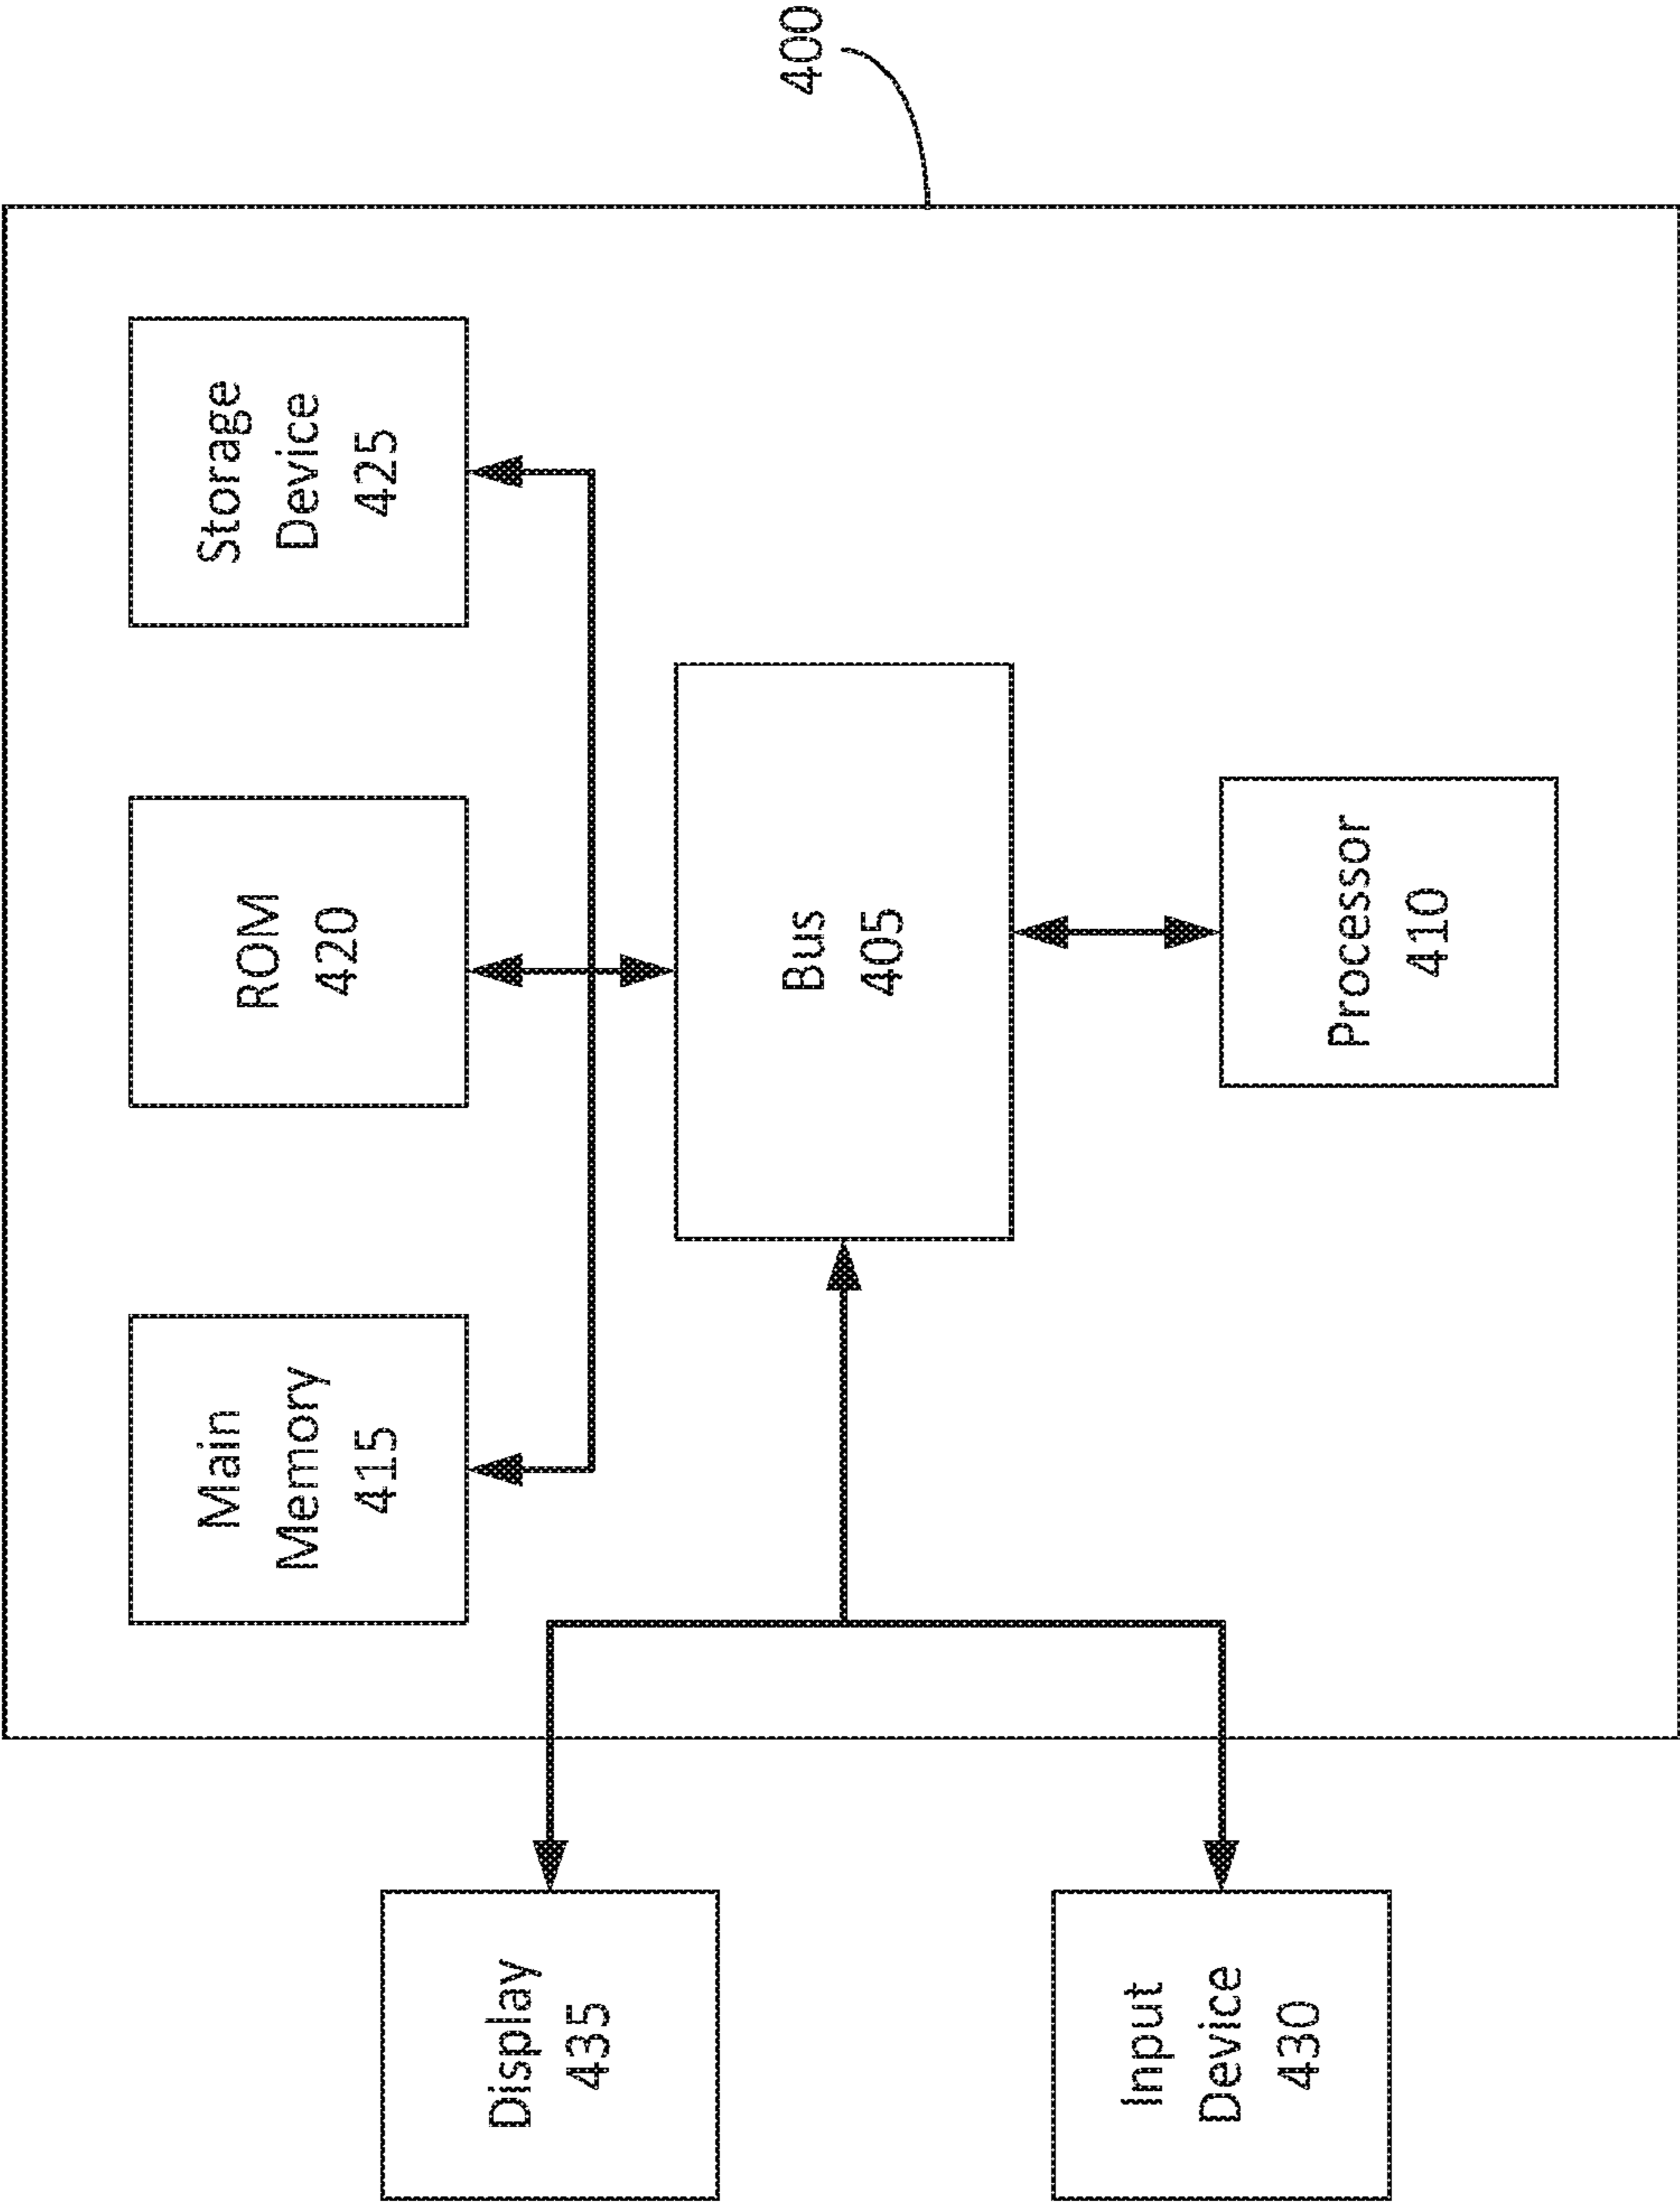 400
Main
Memory
415
ROM
420
Storage
Device
425
Display
435
Bus
405
Input
Device
430
Processor
410